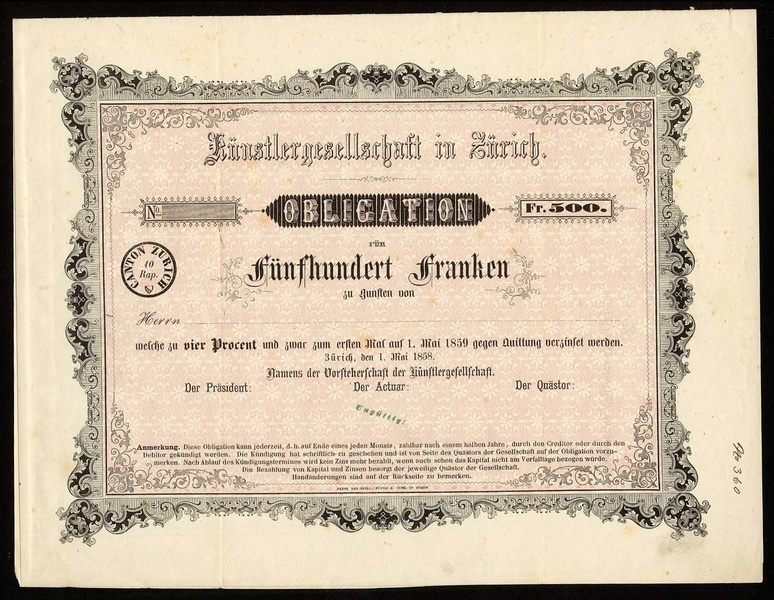 Künstlergesellschaft in Zürich.
No.
OBLIGATION
Fr. 500.
FÜR
CANTON ZÜRICH
10
Rap.
Fünfhundert Franken
zu Gunsten von
Herrn
welche zu vier Procent und zwar zum ersten Mal auf 1. Mai 1859 gegen Quittung verzinset werden.
Zürich, den 1. Mai 1858.
Namens der Vorsteherschaft der Künstlergesellschaft.
Der Präsident: Der Actuar: Der Quästor:
Ungültig!
Anmerkung. Diese Obligation kann jederzeit, d. h. auf Ende eines jeden Monats, zahlbar nach einem halben Jahre, durch den Creditor oder durch den
Debitor gekündigt werden. Die Kündigung hat schriftlich zu geschehen und ist von Seite des Quästors der Gesellschaft auf der Obligation vorzu-
merken. Nach Ablauf des Kündigungstermines wird kein Zins mehr bezahlt, wenn auch schon das Kapital nicht am Verfalltage bezogen würde.
Die Bezahlung von Kapital und Zinsen besorgt der jeweilige Quästor der Gesellschaft.
Handänderungen sind auf der Rückseite zu bemerken.
360